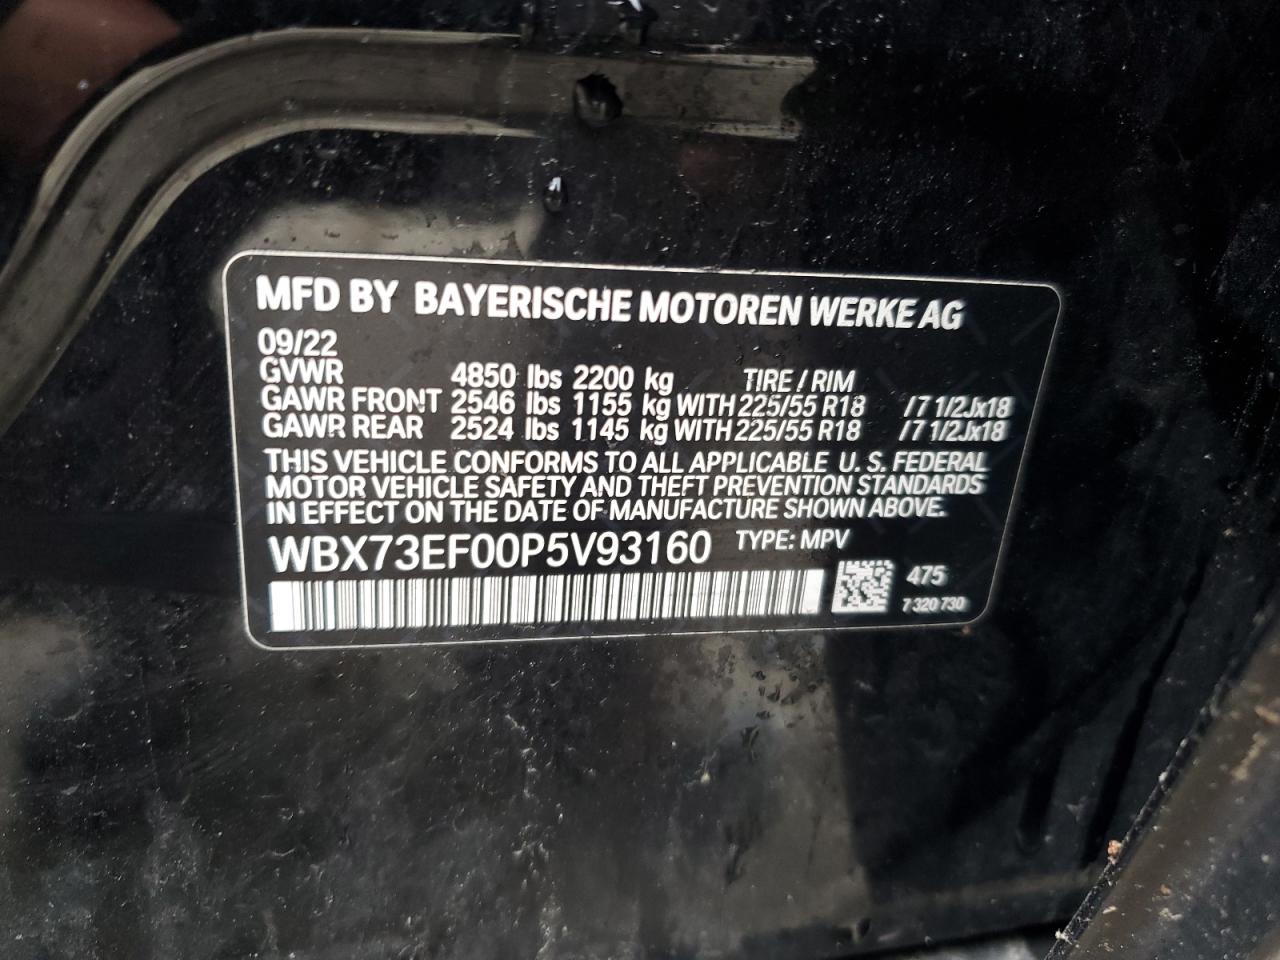 MFD BY BAYERISCHE MOTOREN WERKE AG
09/22
GVWR 4850 lbs 2200 kg TIRE / RIM
GAWR FRONT 2546 lbs 1155 kg WITH 225/55 R18 /7 1/2Jx18
GAWR REAR 2524 lbs 1145 kg WITH 225/55 R18 /7 1/2Jx18
THIS VEHICLE CONFORMS TO ALL APPLICABLE U. S. FEDERAL
MOTOR VEHICLE SAFETY AND THEFT PREVENTION STANDARDS
IN EFFECT ON THE DATE OF MANUFACTURE SHOWN ABOVE.
WBX73EF00P5V93160 TYPE: MPV
475
7 320 730